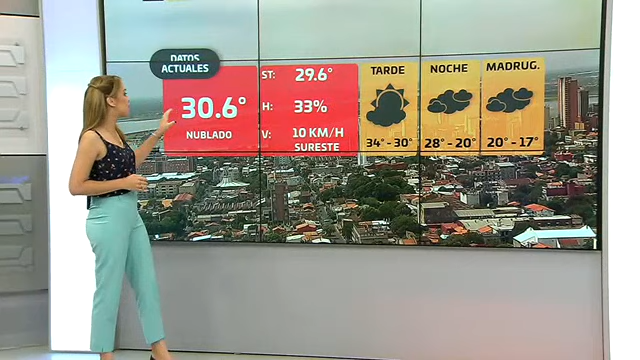 DATOS
ACTUALES
30.6°
NUBLADO
ST: 29.6°
H: 33%
V: 10 KM/H
SURESTE
TARDE
34° - 30°
NOCHE
28° - 20°
MADRUG.
20° - 17°